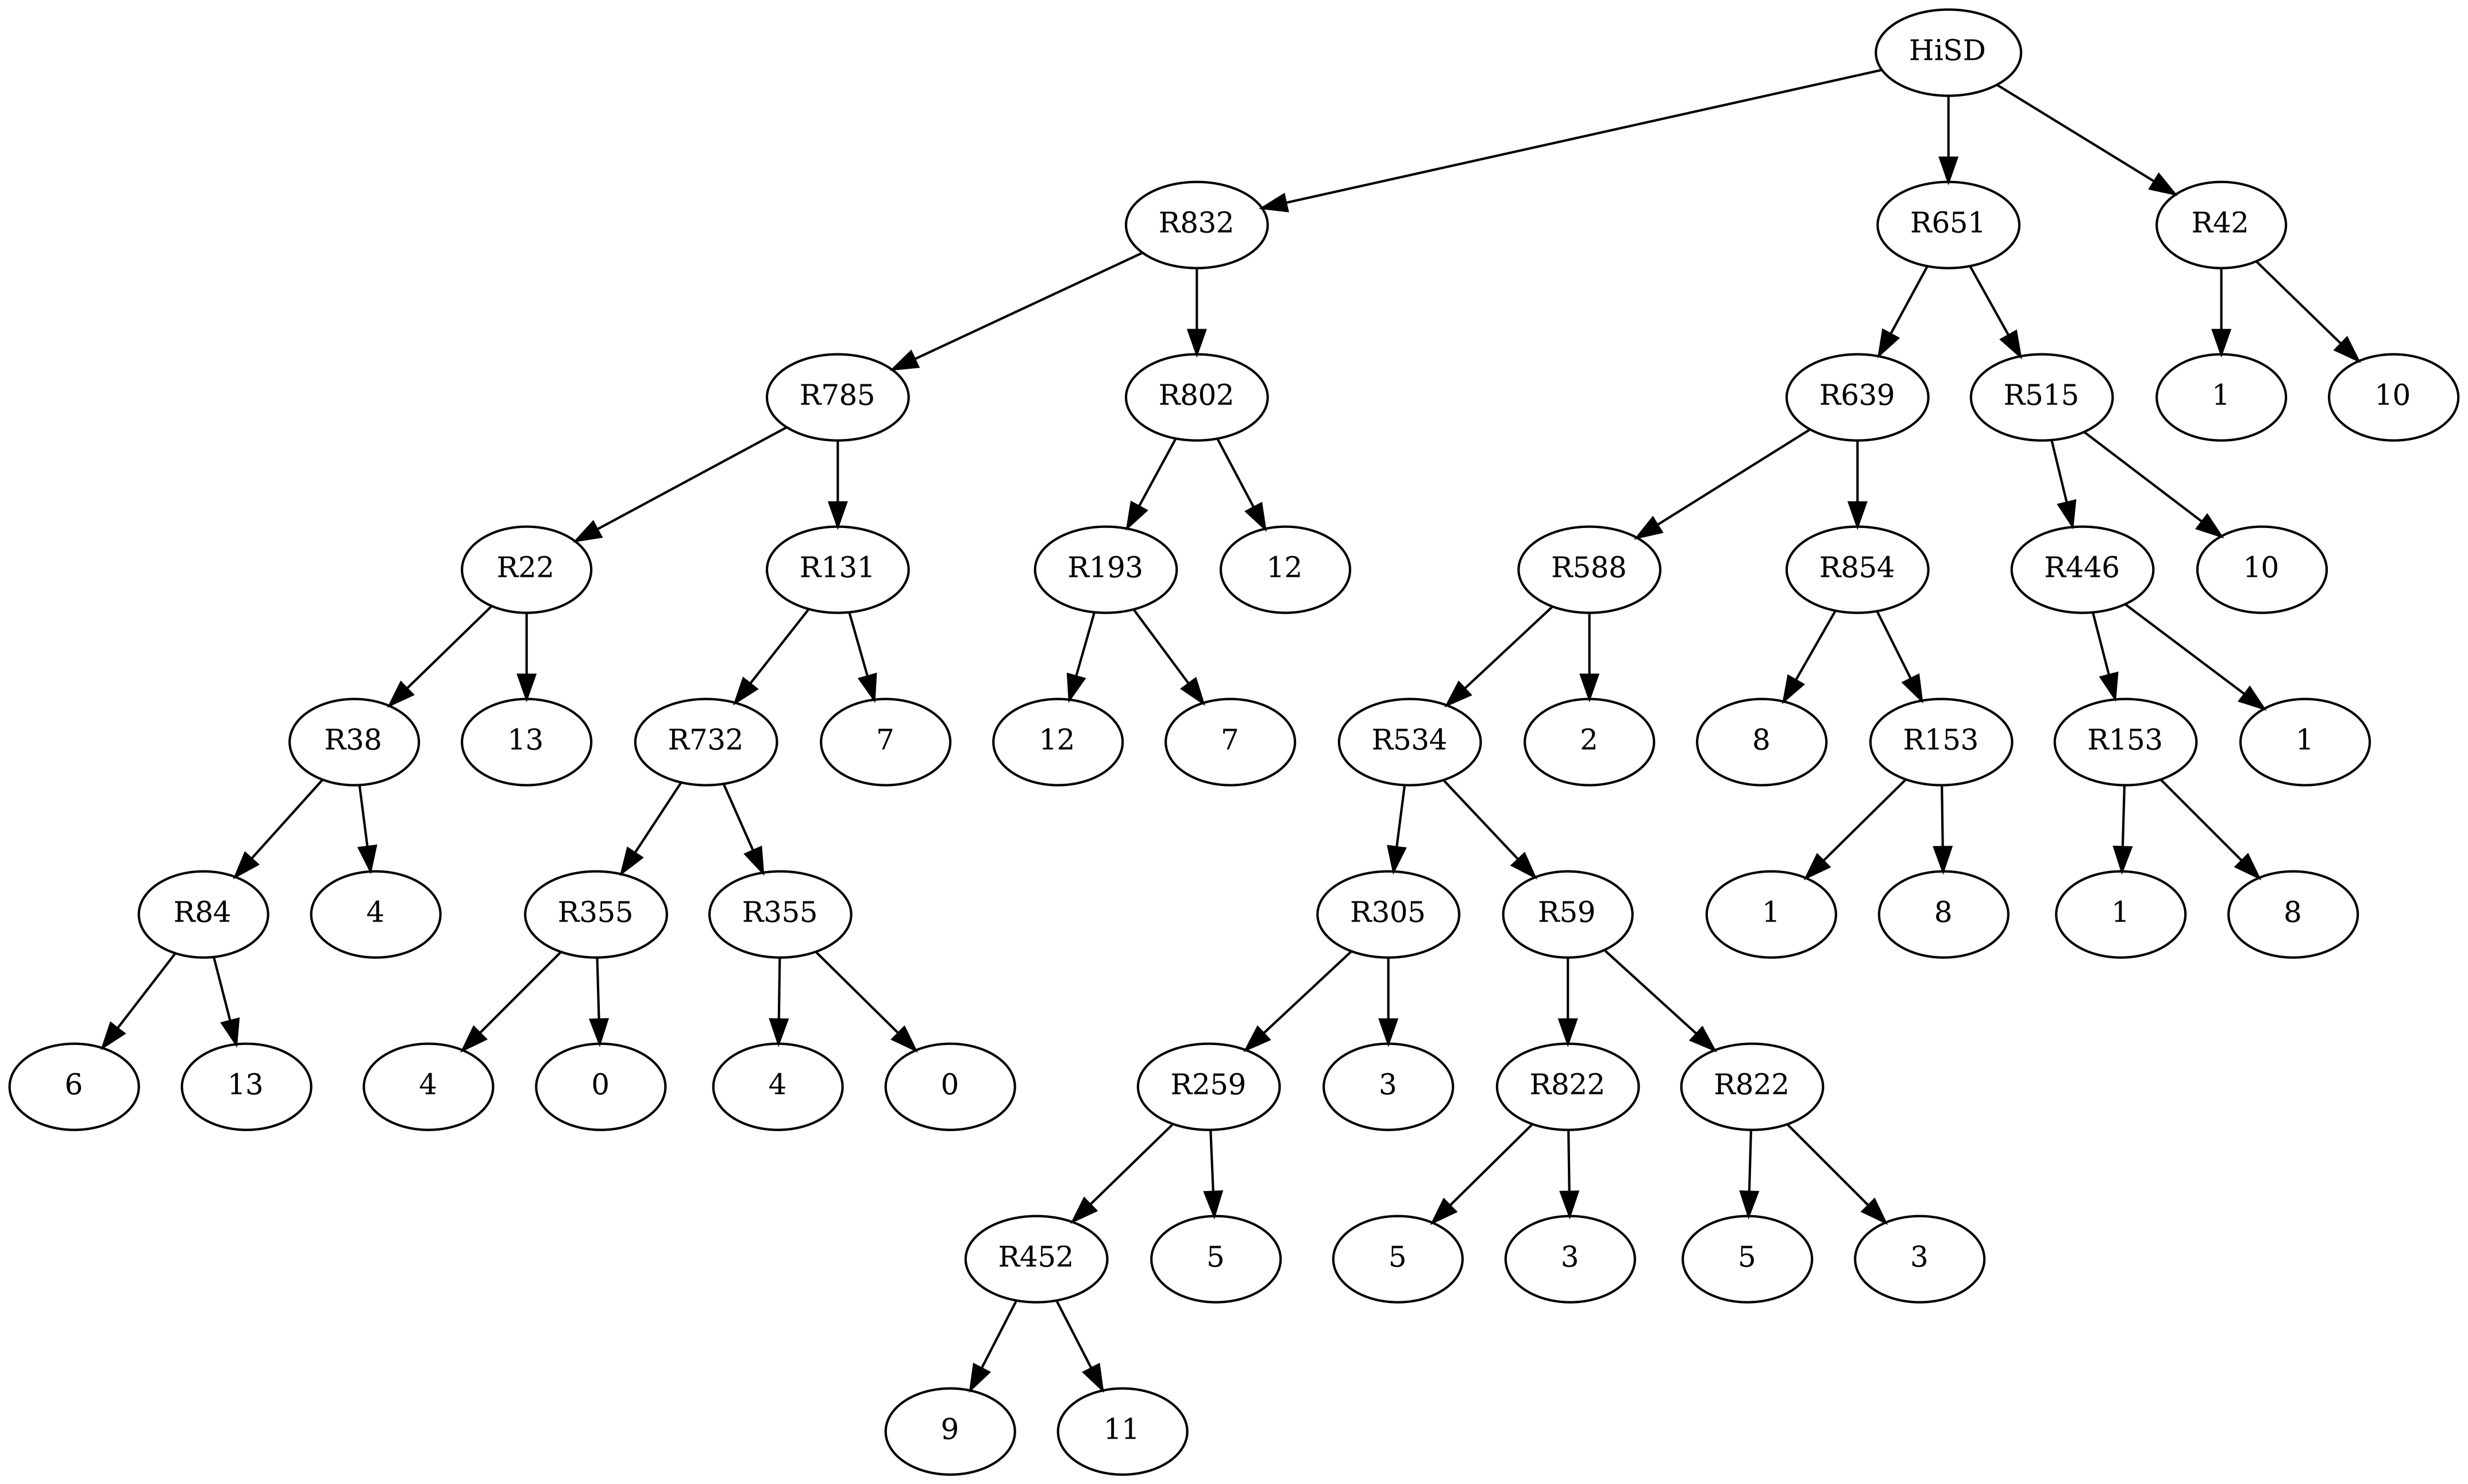 HiSD
R832 R651 R42
R785 R802 R639 R515 1 10
R22 R131 R193 12 R588 R854 R446 10
R38 13 R732 7 12 7 R534 2 8 R153 R153 1
R84 4 R355 R355 R305 R59 1 8 1 8
6 13 4 0 4 0 R259 3 R822 R822
R452 5 5 3 5 3
9 11